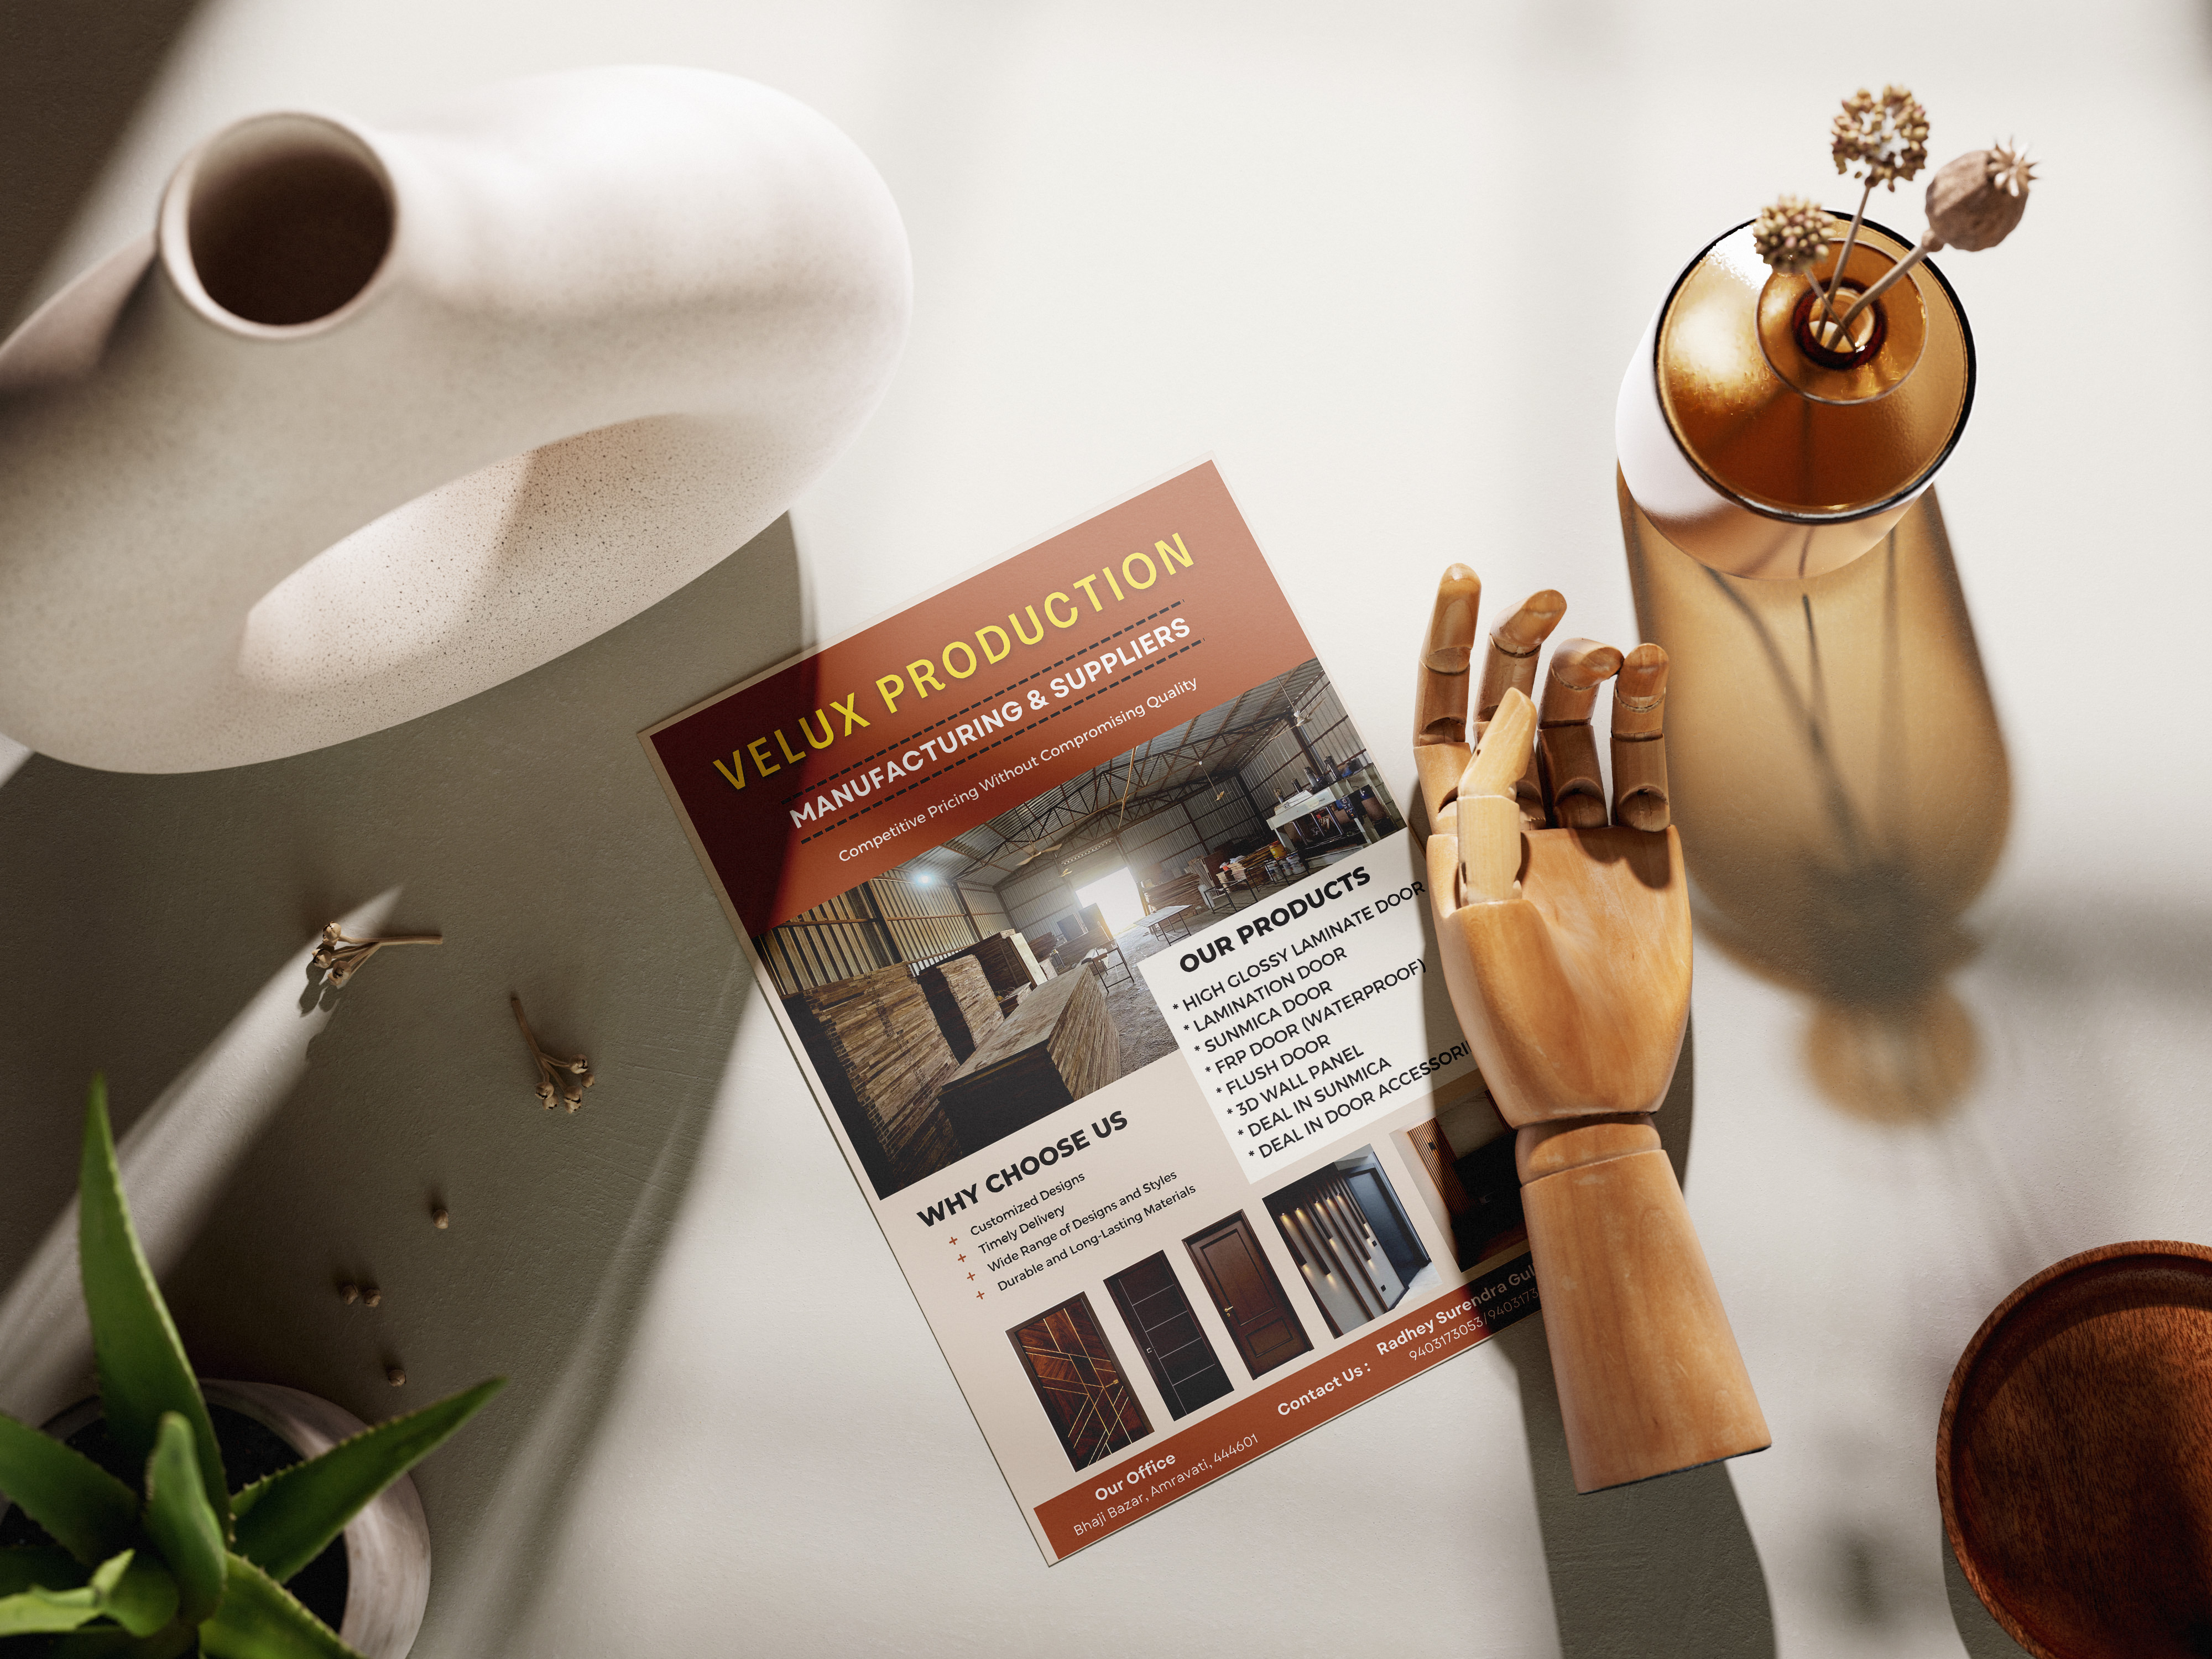 VELUX PRODUCTION
MANUFACTURING & SUPPLIERS
Competitive Pricing Without Compromising Quality
OUR PRODUCTS
* HIGH GLOSSY LAMINATE DOOR
* LAMINATION DOOR
* SUNMICA DOOR
* FRP DOOR (WATERPROOF)
* FLUSH DOOR
* 3D WALL PANEL
* DEAL IN SUNMICA
* DEAL IN DOOR
WHY CHOOSE US
+ Customized Designs
+ Timely Delivery
+ Wide Range of Designs and Styles
+ Durable and Long-Lasting Materials
Our Office
Bhaji Bazar, Amravati, 444601
Contact Us :
Radhey Surendra
9403173053/